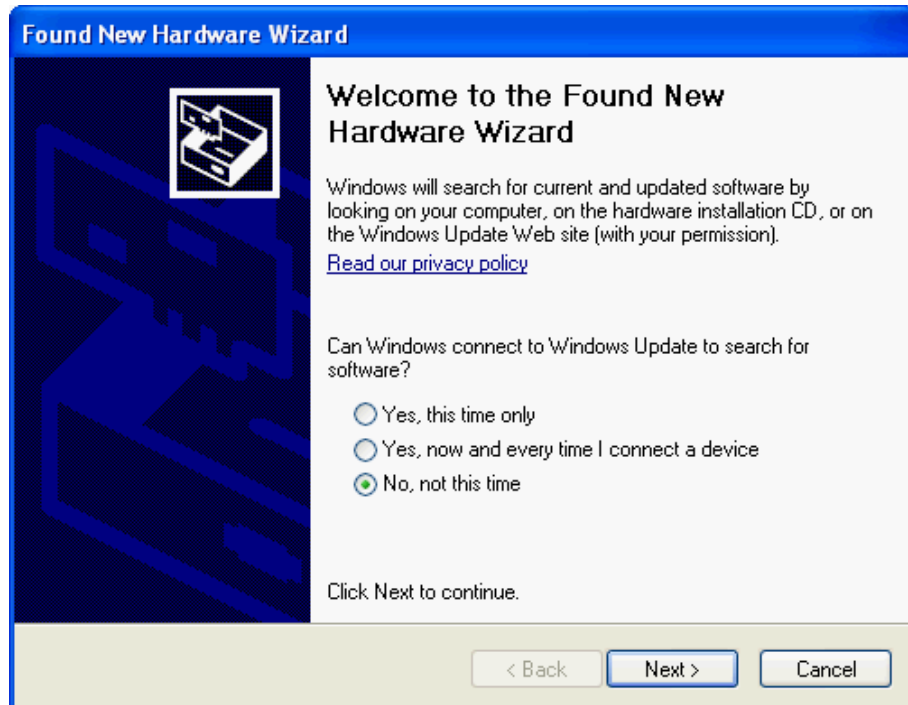 Found New Hardware Wizard
Welcome to the Found New
Hardware Wizard
Windows will search for current and updated software by
looking on your computer, on the hardware installation CD, or on
the Windows Update Web site (with your permission).
Read our privacy policy
Can Windows connect to Windows Update to search for
software?
Yes, this time only
Yes, now and every time I connect a device
No, not this time
Click Next to continue.
< Back Next > Cancel